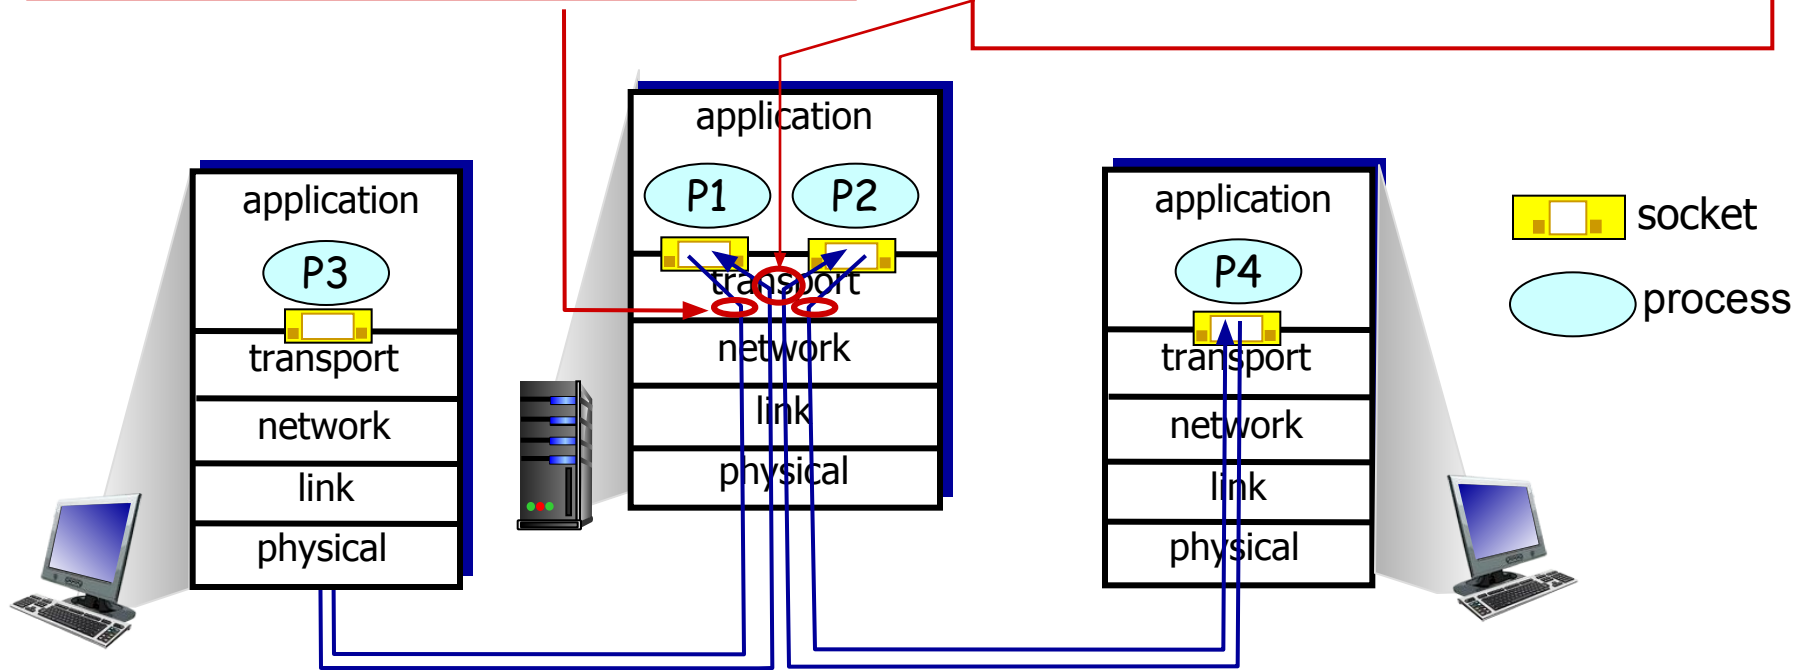 application
P1
P2
transport
network
link
physical
application
P3
transport
network
link
physical
application
P4
transport
network
link
physical
socket
process